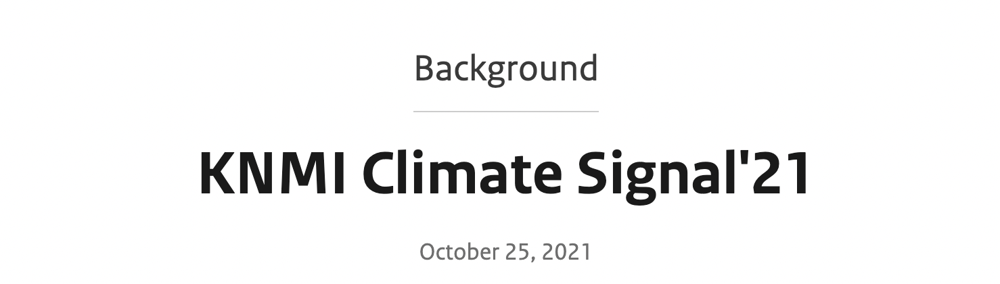 Background
KNMI Climate Signal'21
October 25, 2021